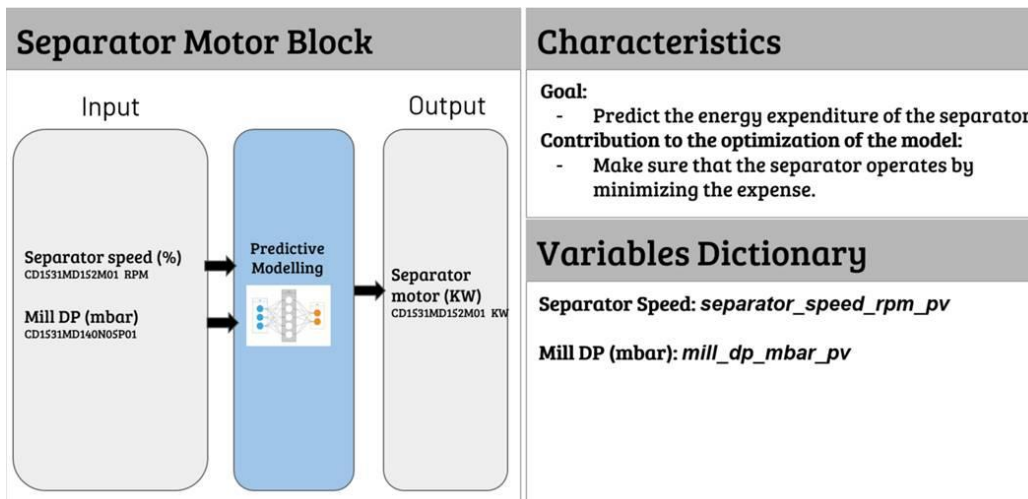 Separator Motor Block
Input
Output
Separator speed (%)
CD1531MD152M01 RPM
Mill DP (mbar)
CD1531MD140N05P01
Predictive
Modelling
Separator
motor (KW)
CD1531MD152M01 KW
Characteristics
Goal:
- Predict the energy expenditure of the separator
Contribution to the optimization of the model:
- Make sure that the separator operates by
minimizing the expense.
Variables Dictionary
Separator Speed: separator_speed_rpm_pv
Mill DP (mbar): mill_dp_mbar_pv